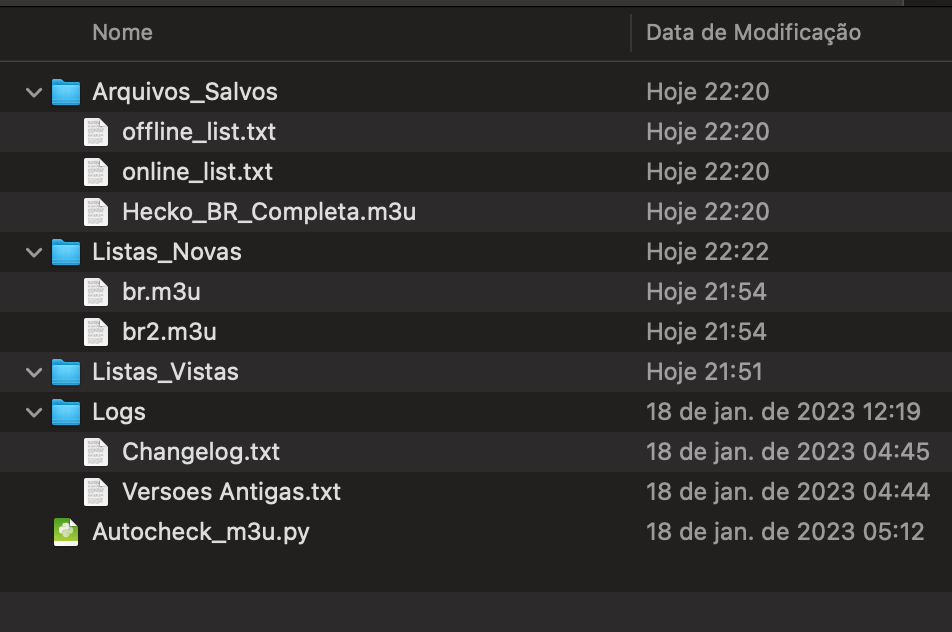 Nome Data de Modificação
Arquivos_Salvos Hoje 22:20
offline_list.txt Hoje 22:20
online_list.txt Hoje 22:20
Hecko_BR_Completa.m3u Hoje 22:20
Listas_Novas Hoje 22:22
br.m3u Hoje 21:54
br2.m3u Hoje 21:54
Listas_Vistas Hoje 21:51
Logs 18 de jan. de 2023 12:19
Changelog.txt 18 de jan. de 2023 04:45
Versoes Antigas.txt 18 de jan. de 2023 04:44
Autocheck_m3u.py 18 de jan. de 2023 05:12